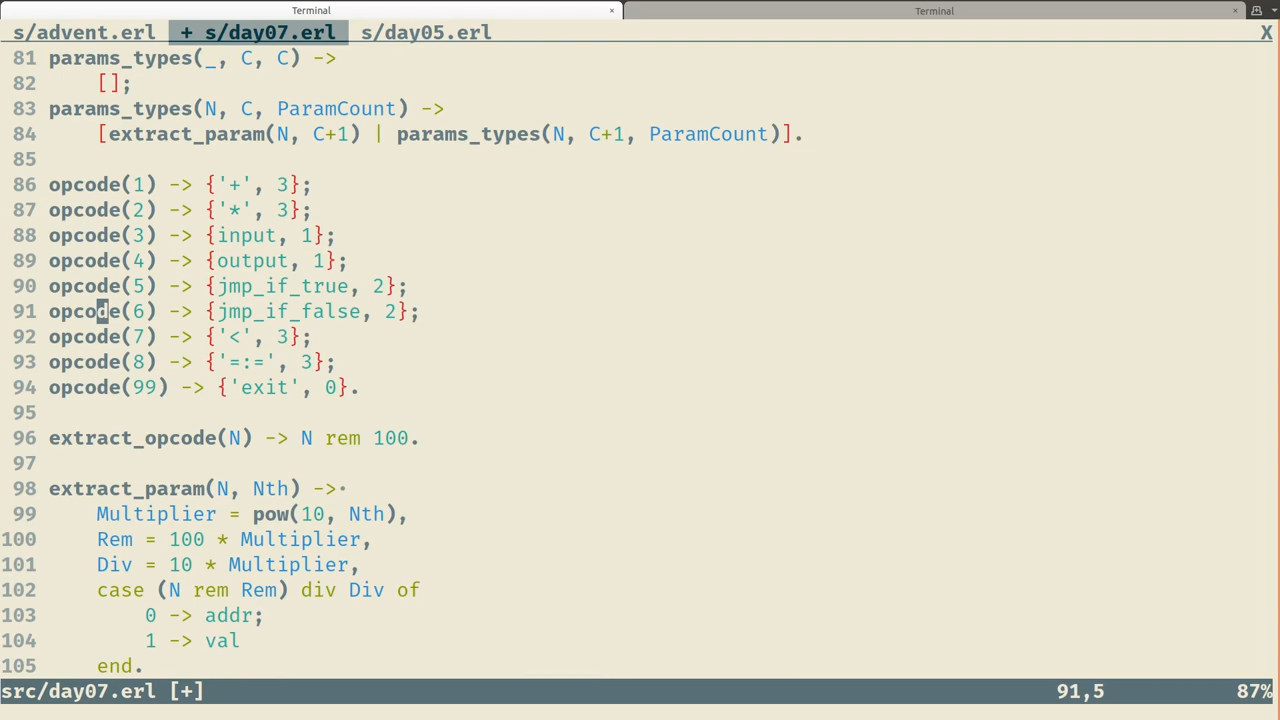 Terminal × Terminal ×
s/advent.erl + s/day07.erl s/day05.erl X
81 params_types(_, C, C) ->
82     [];
83 params_types(N, C, ParamCount) ->
84     [extract_param(N, C+1) | params_types(N, C+1, ParamCount)].
85
86 opcode(1) -> {'+', 3};
87 opcode(2) -> {'*', 3};
88 opcode(3) -> {input, 1};
89 opcode(4) -> {output, 1};
90 opcode(5) -> {jmp_if_true, 2};
91 opcode(6) -> {jmp_if_false, 2};
92 opcode(7) -> {'<', 3};
93 opcode(8) -> {'=:=', 3};
94 opcode(99) -> {'exit', 0}.
95
96 extract_opcode(N) -> N rem 100.
97
98 extract_param(N, Nth) ->·
99     Multiplier = pow(10, Nth),
100     Rem = 100 * Multiplier,
101     Div = 10 * Multiplier,
102     case (N rem Rem) div Div of
103         0 -> addr;
104         1 -> val
105     end.
src/day07.erl [+] 91,5 87%